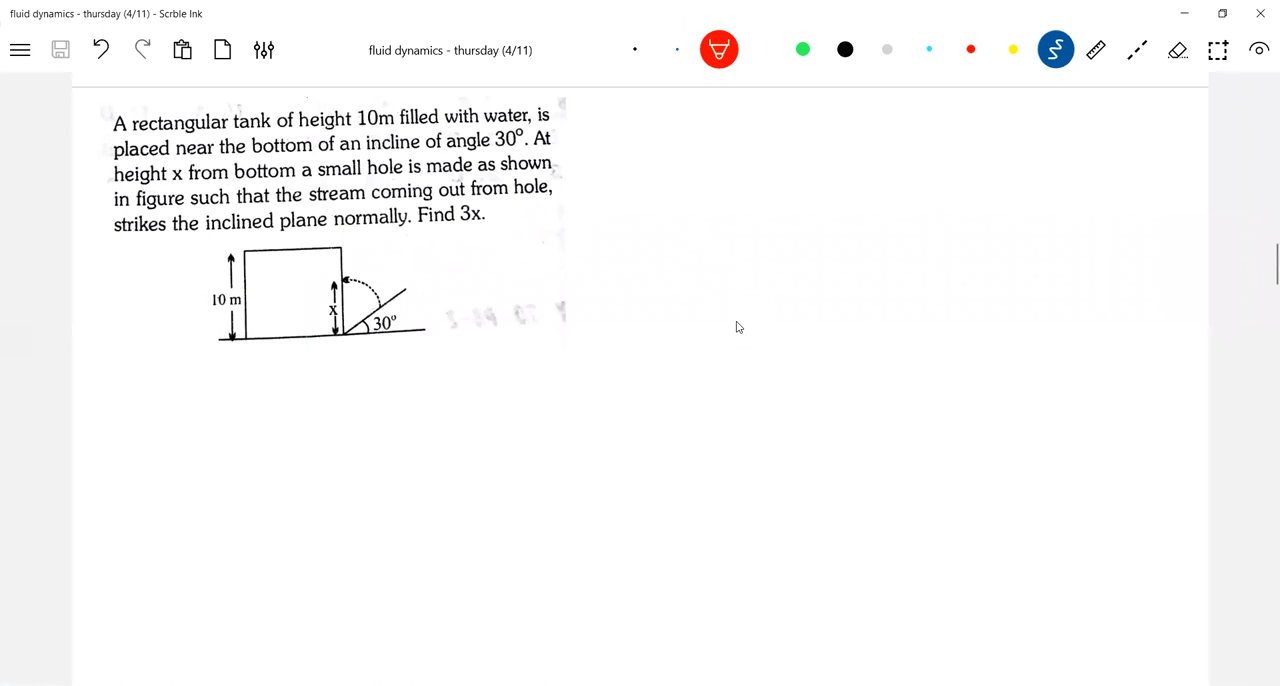 fluid dynamics - thursday (4/11) - Scrble Ink
fluid dynamics - thursday (4/11)
A rectangular tank of height 10m filled with water, is
placed near the bottom of an incline of angle 30°. At
height x from bottom a small hole is made as shown
in figure such that the stream coming out from hole,
strikes the inclined plane normally. Find 3x.
10 m
x
30°